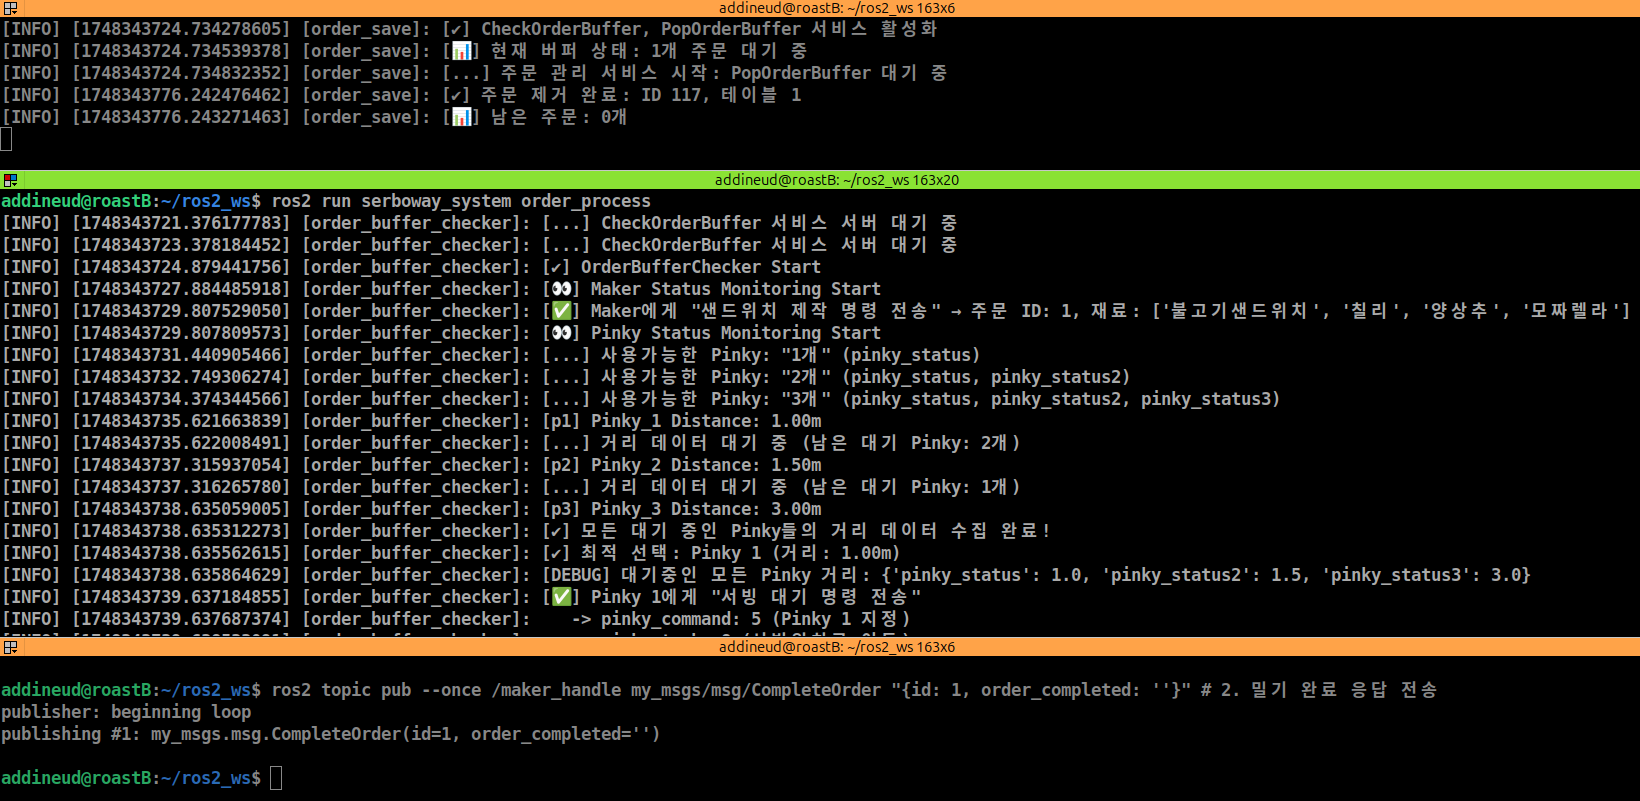 addineud@roastB: ~/ros2_ws 163x6
[INFO] [1748343724.734278605] [order_save]: [✔] CheckOrderBuffer, PopOrderBuffer 서비스 활성화
[INFO] [1748343724.734539378] [order_save]: [📊] 현재 버퍼 상태: 1개 주문 대기 중
[INFO] [1748343724.734832352] [order_save]: [...] 주문 관리 서비스 시작: PopOrderBuffer 대기 중
[INFO] [1748343776.242476462] [order_save]: [✔] 주문 제거 완료: ID 117, 테이블 1
[INFO] [1748343776.243271463] [order_save]: [📊] 남은 주문: 0개
addineud@roastB: ~/ros2_ws 163x20
addineud@roastB:~/ros2_ws$ ros2 run serboway_system order_process
[INFO] [1748343721.376177783] [order_buffer_checker]: [...] CheckOrderBuffer 서비스 서버 대기 중
[INFO] [1748343723.378184452] [order_buffer_checker]: [...] CheckOrderBuffer 서비스 서버 대기 중
[INFO] [1748343724.879441756] [order_buffer_checker]: [✔] OrderBufferChecker Start
[INFO] [1748343727.884485918] [order_buffer_checker]: [👀] Maker Status Monitoring Start
[INFO] [1748343729.807529050] [order_buffer_checker]: [✅] Maker에게 "샌드위치 제작 명령 전송" → 주문 ID: 1, 재료: ['불고기샌드위치', '칠리', '양상추', '모짜렐라']
[INFO] [1748343729.807809573] [order_buffer_checker]: [👀] Pinky Status Monitoring Start
[INFO] [1748343731.440905466] [order_buffer_checker]: [...] 사용가능한 Pinky: "1개" (pinky_status)
[INFO] [1748343732.749306274] [order_buffer_checker]: [...] 사용가능한 Pinky: "2개" (pinky_status, pinky_status2)
[INFO] [1748343734.374344566] [order_buffer_checker]: [...] 사용가능한 Pinky: "3개" (pinky_status, pinky_status2, pinky_status3)
[INFO] [1748343735.621663839] [order_buffer_checker]: [p1] Pinky_1 Distance: 1.00m
[INFO] [1748343735.622008491] [order_buffer_checker]: [...] 거리 데이터 대기 중 (남은 대기 Pinky: 2개)
[INFO] [1748343737.315937054] [order_buffer_checker]: [p2] Pinky_2 Distance: 1.50m
[INFO] [1748343737.316265780] [order_buffer_checker]: [...] 거리 데이터 대기 중 (남은 대기 Pinky: 1개)
[INFO] [1748343738.635059005] [order_buffer_checker]: [p3] Pinky_3 Distance: 3.00m
[INFO] [1748343738.635312273] [order_buffer_checker]: [✔] 모든 대기 중인 Pinky들의 거리 데이터 수집 완료!
[INFO] [1748343738.635562615] [order_buffer_checker]: [✔] 최적 선택: Pinky 1 (거리: 1.00m)
[INFO] [1748343738.635864629] [order_buffer_checker]: [DEBUG] 대기중인 모든 Pinky 거리: {'pinky_status': 1.0, 'pinky_status2': 1.5, 'pinky_status3': 3.0}
[INFO] [1748343739.637184855] [order_buffer_checker]: [✅] Pinky 1에게 "서빙 대기 명령 전송"
[INFO] [1748343739.637687374] [order_buffer_checker]:    -> pinky_command: 5 (Pinky 1 지정)
addineud@roastB: ~/ros2_ws 163x6
addineud@roastB:~/ros2_ws$ ros2 topic pub --once /maker_handle my_msgs/msg/CompleteOrder "{id: 1, order_completed: ''}" # 2. 밀기 완료 응답 전송
publisher: beginning loop
publishing #1: my_msgs.msg.CompleteOrder(id=1, order_completed='')
addineud@roastB:~/ros2_ws$